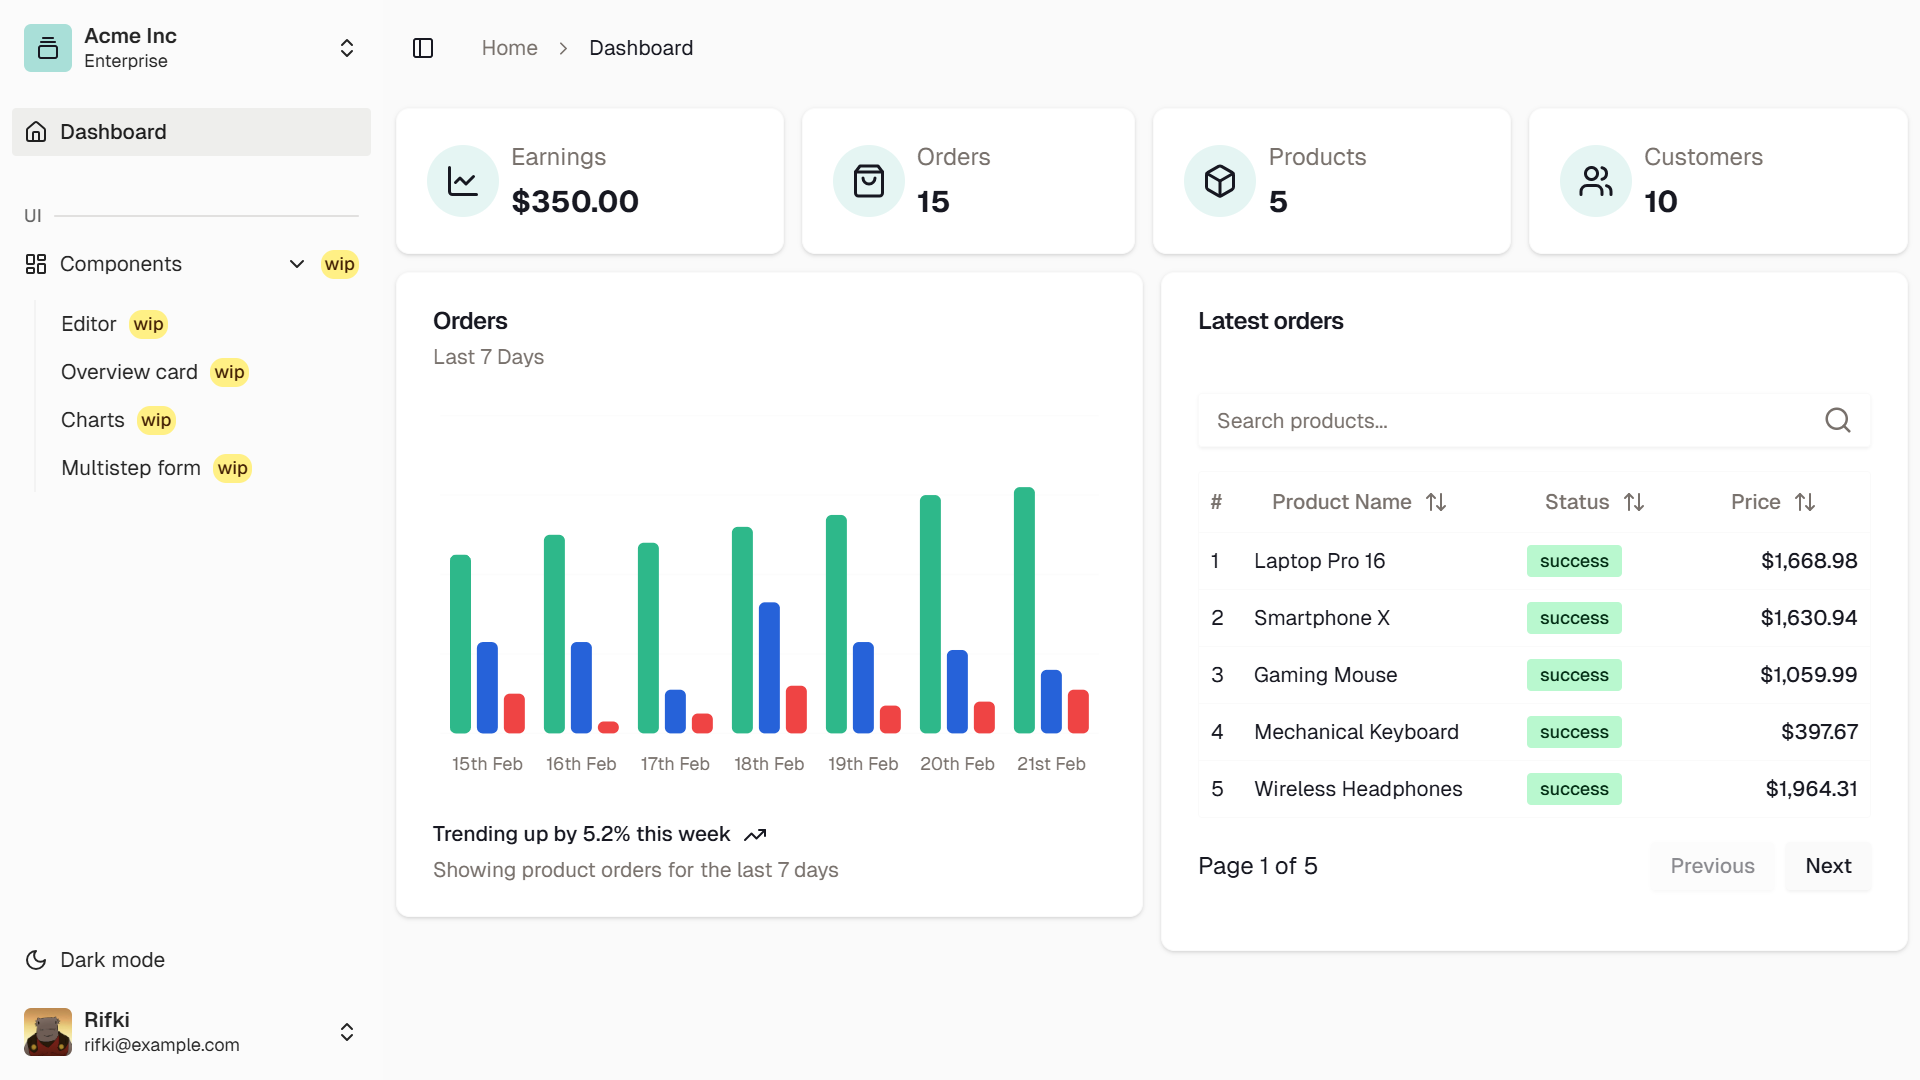 Acme Inc
Enterprise
Dashboard
UI
Components wip
Editor wip
Overview card wip
Charts wip
Multistep form wip
Dark mode
Rifki
rifki@example.com
Home > Dashboard
Earnings
$350.00
Orders
15
Products
5
Customers
10
Orders
Last 7 Days
15th Feb 16th Feb 17th Feb 18th Feb 19th Feb 20th Feb 21st Feb
Trending up by 5.2% this week
Showing product orders for the last 7 days
Latest orders
Search products...
# Product Name Status Price
1 Laptop Pro 16 success $1,668.98
2 Smartphone X success $1,630.94
3 Gaming Mouse success $1,059.99
4 Mechanical Keyboard success $397.67
5 Wireless Headphones success $1,964.31
Page 1 of 5 Previous Next